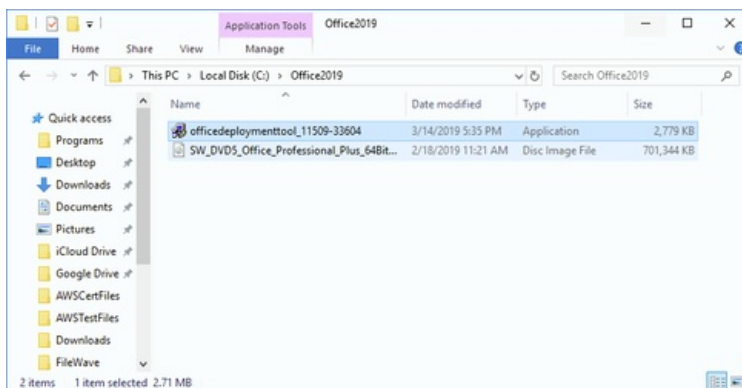 Application Tools Office2019
File Home Share View Manage
This PC > Local Disk (C:) > Office2019
Search Office2019
Name Date modified Type Size
Quick access
Programs
Desktop
Downloads
Documents
Pictures
iCloud Drive
Google Drive
AWSCertFiles
AWSTestFiles
Downloads
FileWave
officedeploymenttool_11509-33604 3/14/2019 5:35 PM Application 2,779 KB
SW_DVD5_Office_Professional_Plus_64Bit... 2/18/2019 11:21 AM Disc Image File 701,344 KB
2 items 1 item selected 2.71 MB